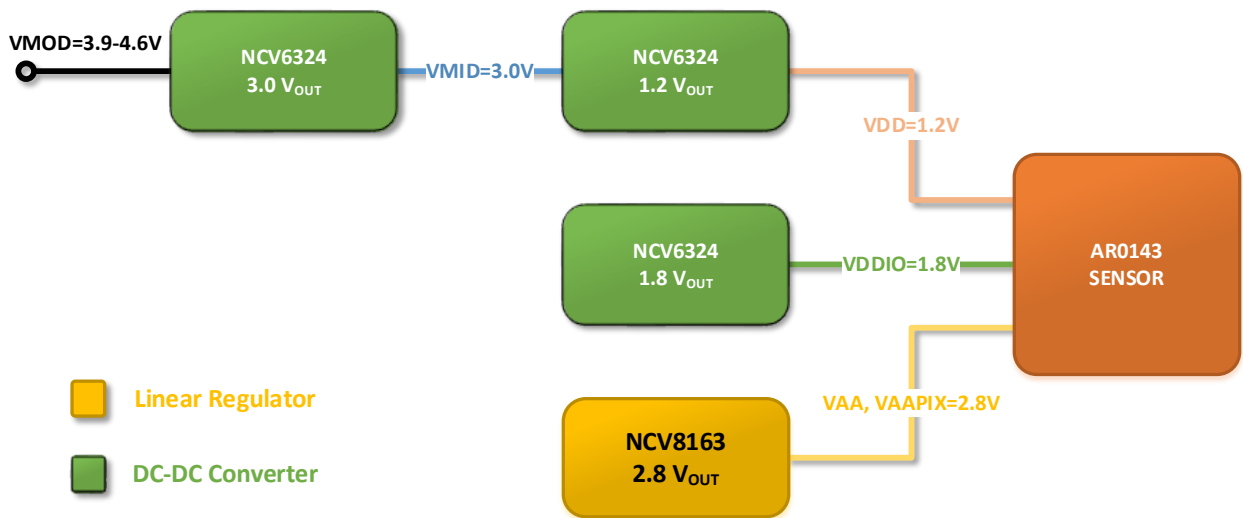 VMOD=3.9-4.6V
NCV6324
3.0 VOUT
VMID=3.0V
NCV6324
1.2 VOUT
VDD=1.2V
NCV6324
1.8 VOUT
VDDIO=1.8V
AR0143
SENSOR
Linear Regulator
VAA, VAAPIX=2.8V
NCV8163
2.8 VOUT
DC-DC Converter